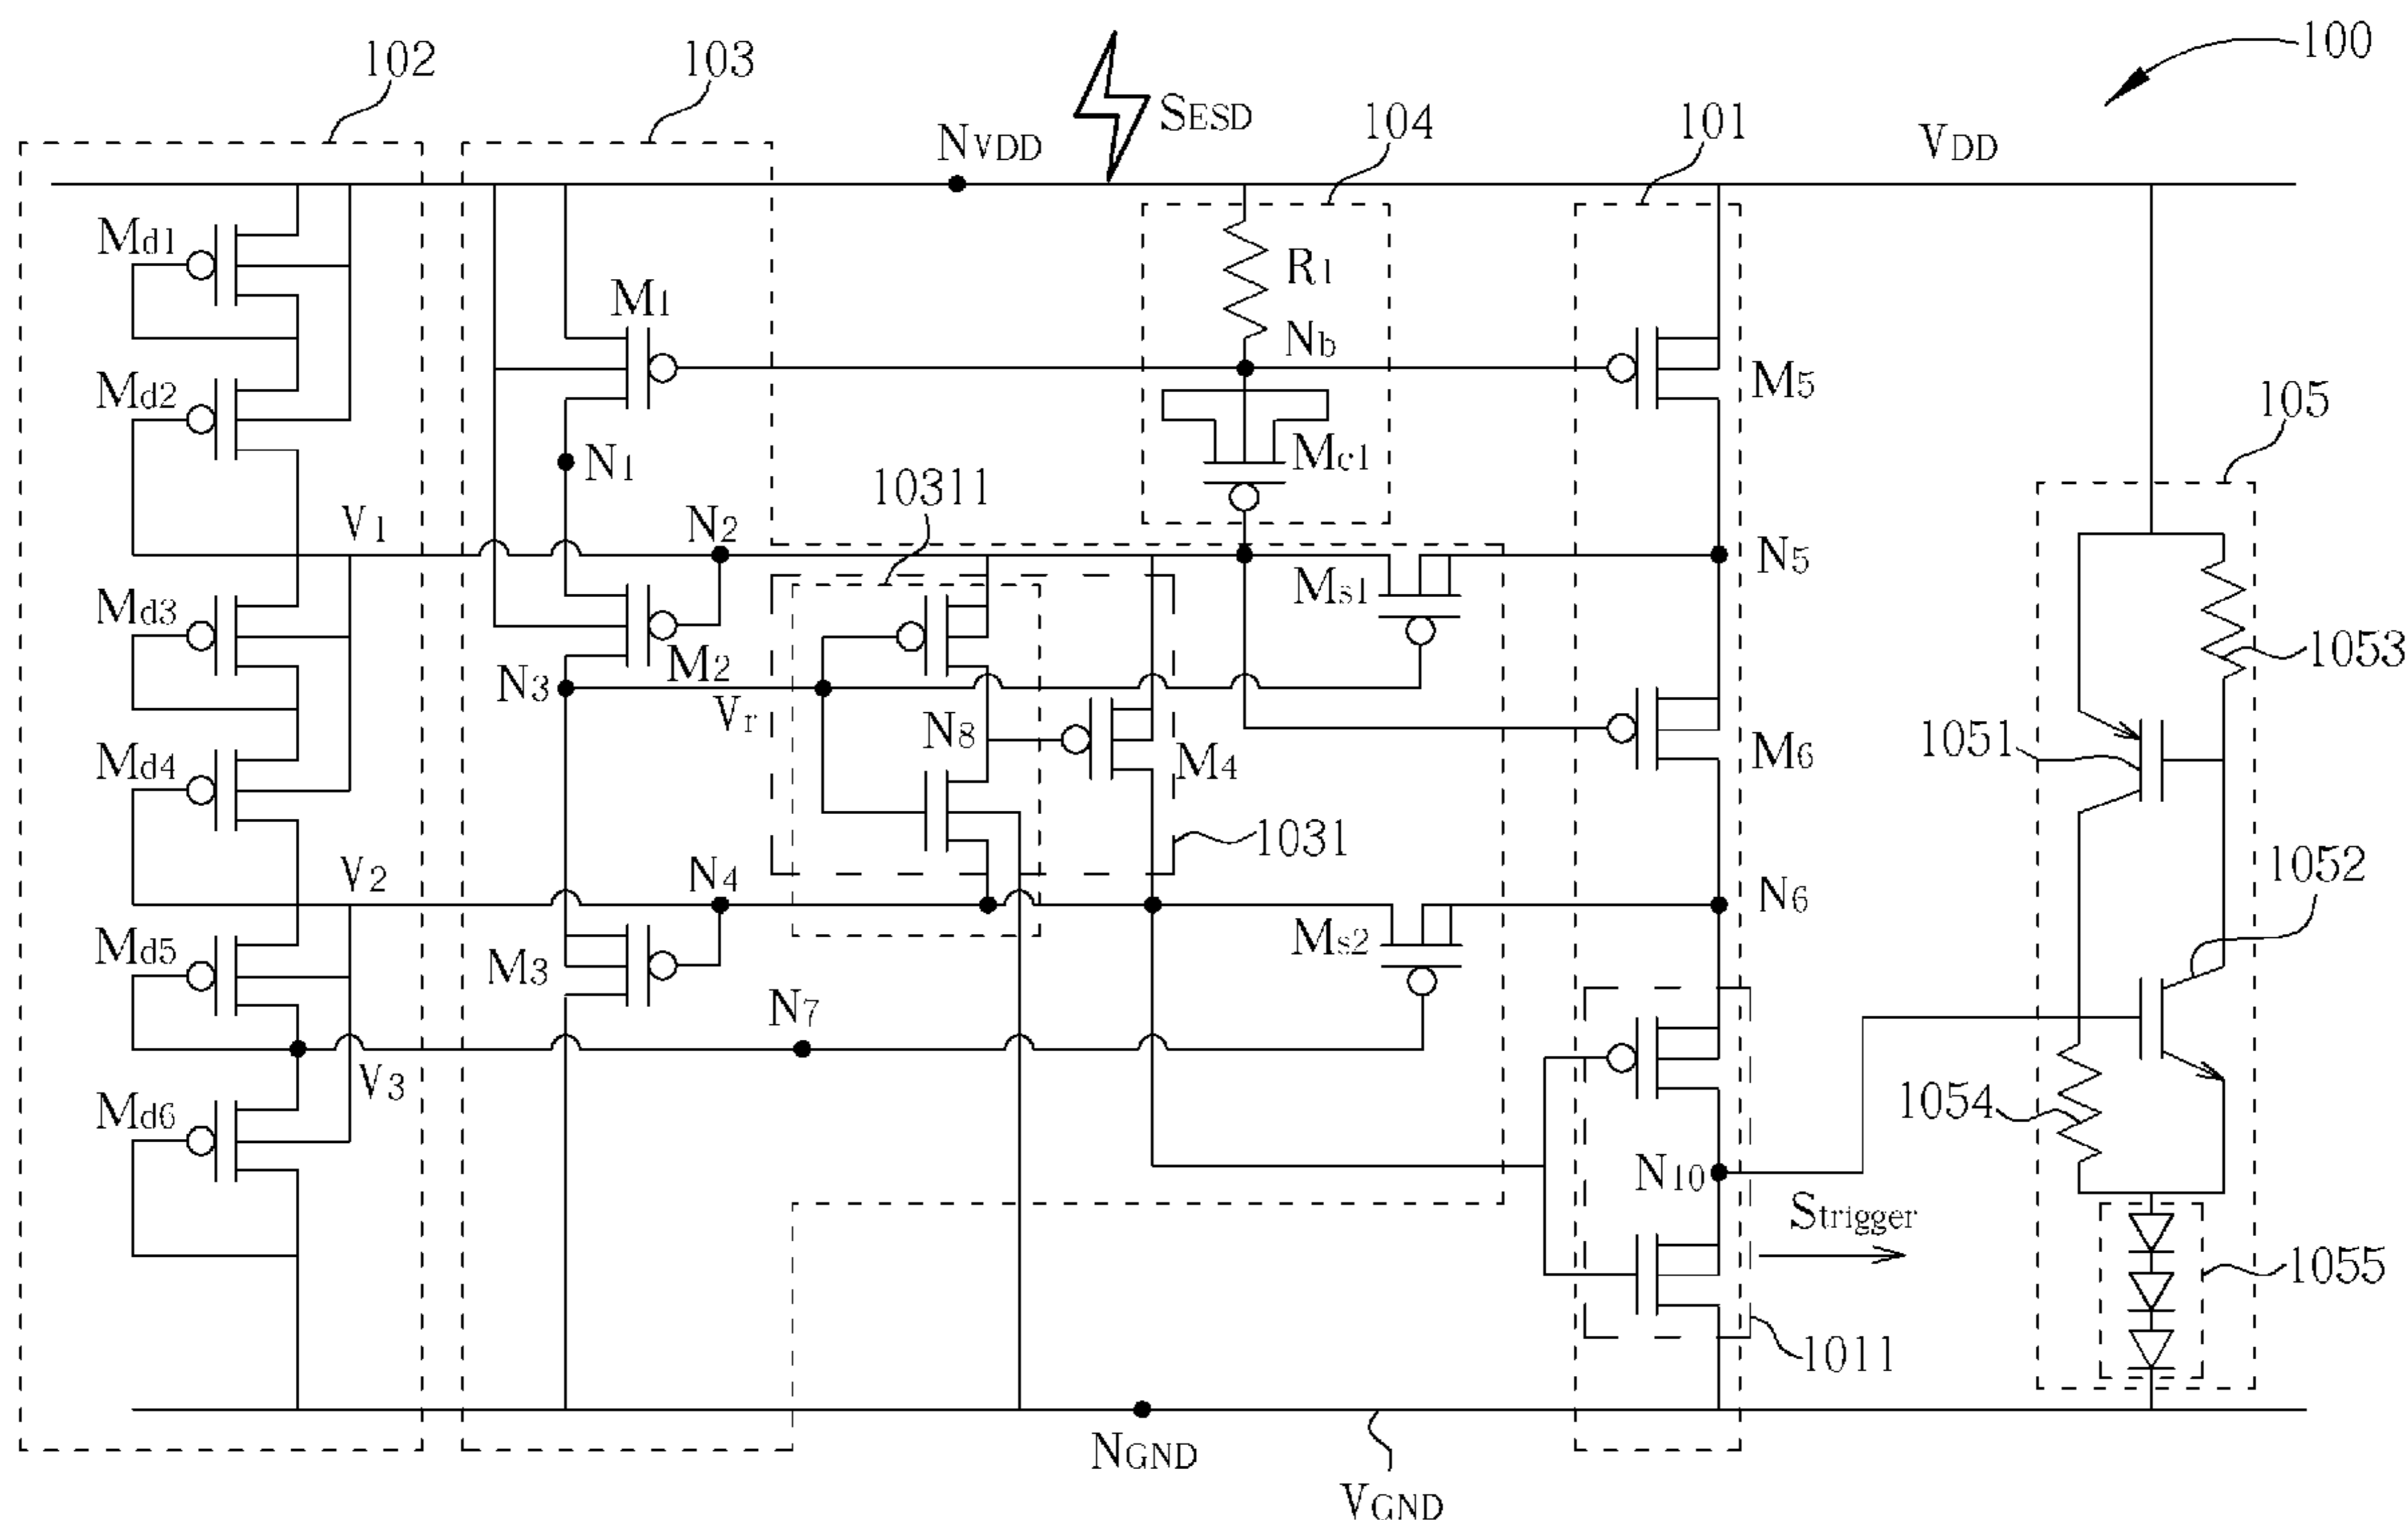 100
102
103
SESD
NVDD
104
101
VDD
Md1
M1
R1
Nb
Md2
M5
105
N1
Mc1
10311
V1
N2
N5
Ms1
Md3
M2
N3
1053
Vr
N8
M4
M6
1051
Md4
1031
1052
V2
N4
N6
Ms2
Md5
M3
N7
V3
Md6
1054
N10
Strigger
1055
1011
NGND
VGND